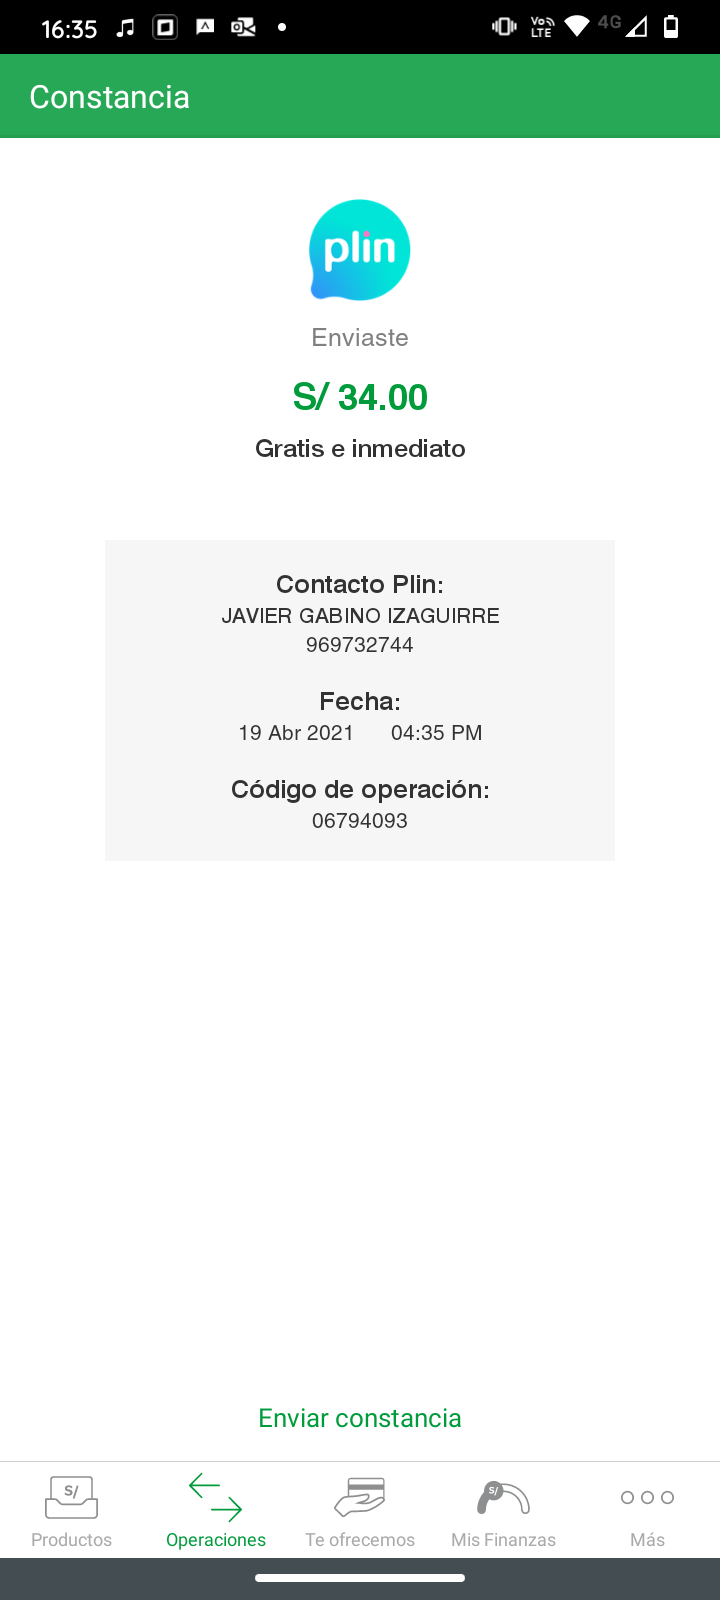 16:35
Vo LTE
4G
Constancia
plin
Enviaste
S/ 34.00
Gratis e inmediato
Contacto Plin:
JAVIER GABINO IZAGUIRRE
969732744
Fecha:
19 Abr 2021 04:35 PM
Código de operación:
06794093
Enviar constancia
S/
S/
Productos Operaciones Te ofrecemos Mis Finanzas Más